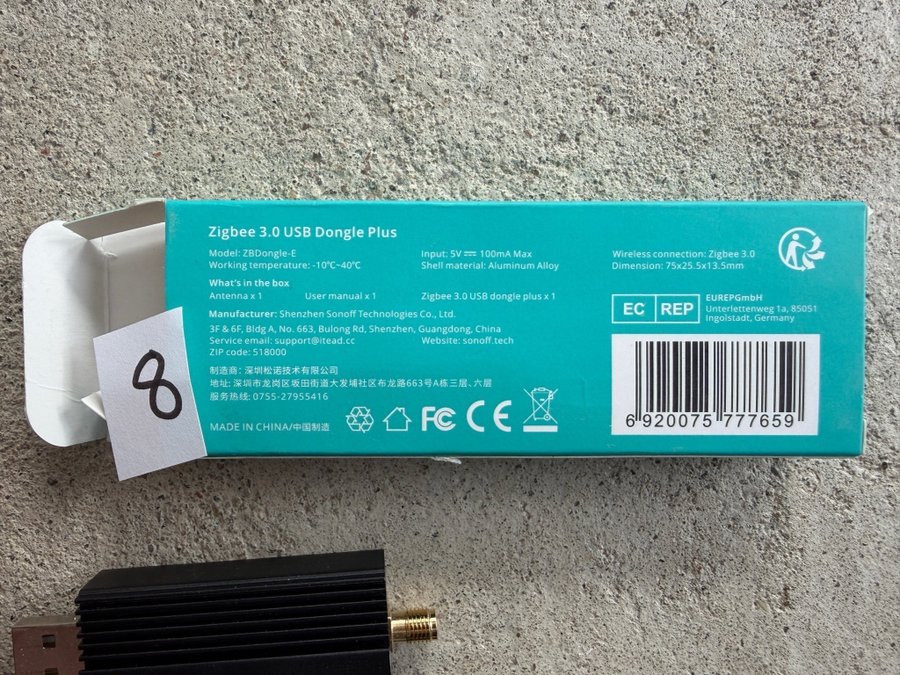 Zigbee 3.0 USB Dongle Plus
Model: ZBDongle-E
Working temperature: -10℃~40℃
Input: 5V⎓100mA Max
Shell material: Aluminum Alloy
Wireless connection: Zigbee 3.0
Dimension: 75x25.5x13.5mm
What's in the box
Antenna x 1
User manual x 1
Zigbee 3.0 USB dongle plus x 1
Manufacturer: Shenzhen Sonoff Technologies Co., Ltd.
3F & 6F, Bldg A, No. 663, Bulong Rd, Shenzhen, Guangdong, China
Service email: support@itead.cc
Website: sonoff.tech
ZIP code: 518000
制造商: 深圳松诺技术有限公司
地址: 深圳市龙岗区坂田街道大发埔社区布龙路663号A栋三层、六层
服务热线: 0755-27955416
MADE IN CHINA/中国制造
FC CE
EC REP
EUREPGmbH
Unterlettenweg 1a, 85051
Ingolstadt, Germany
6 920075 777659
8